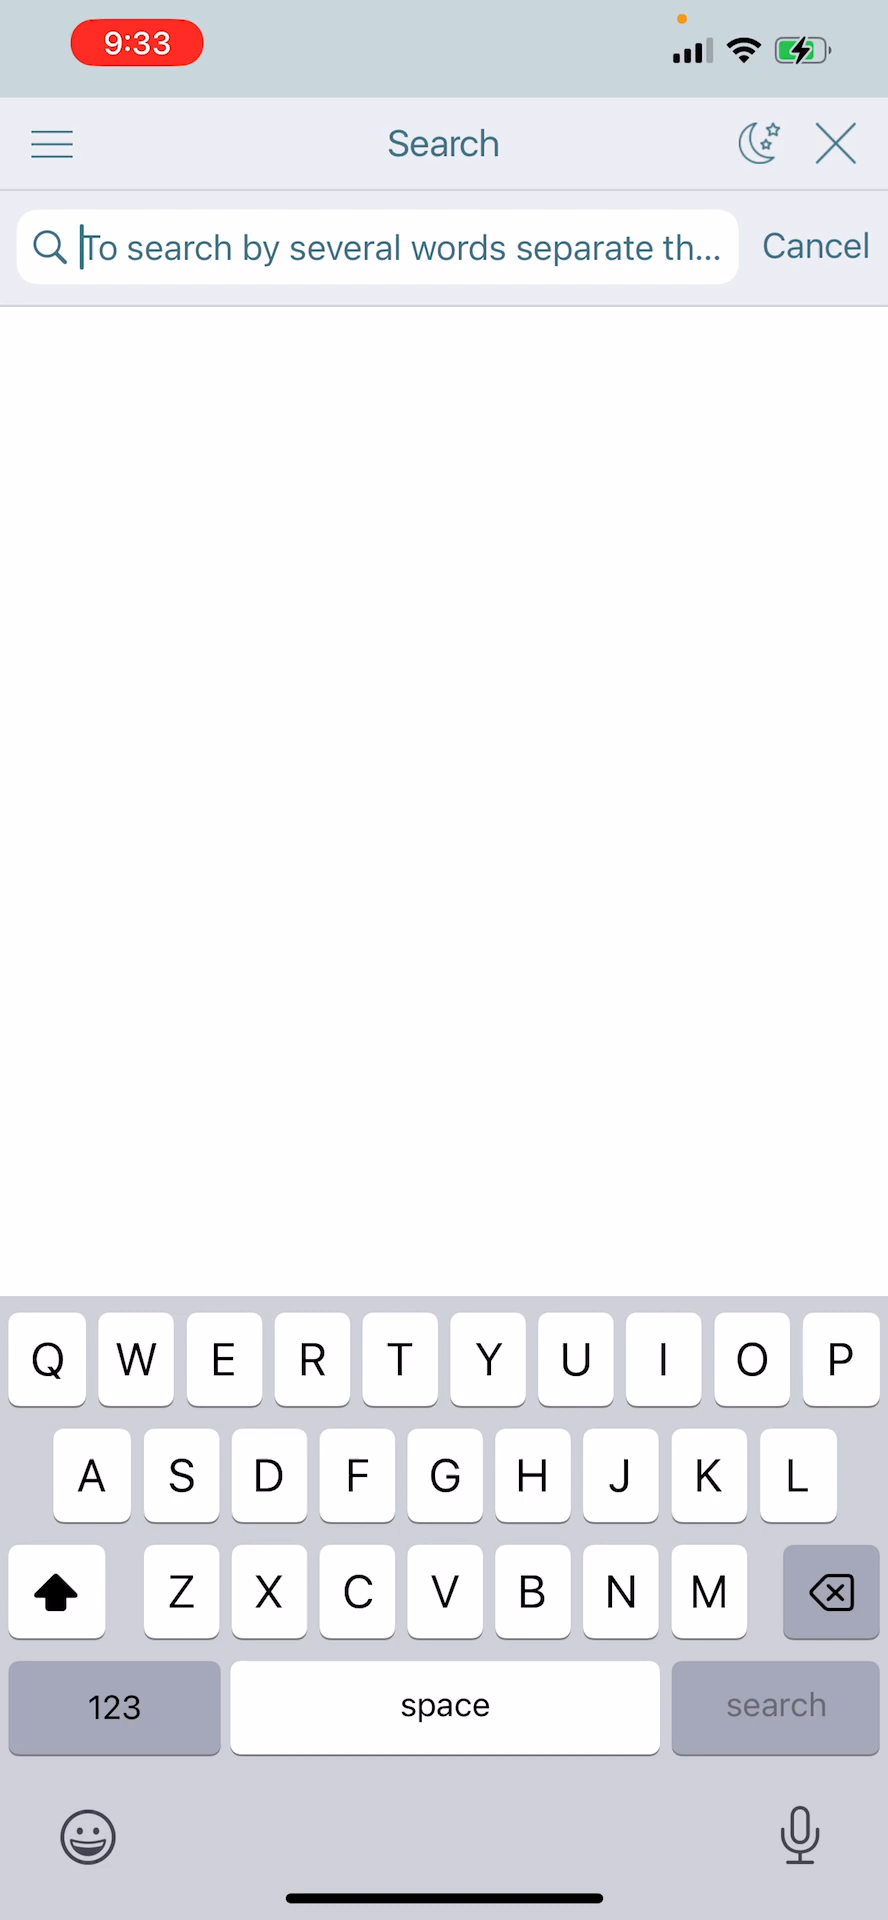 9:33
Search
To search by several words separate th...
Cancel
Q W E R T Y U I O P
A S D F G H J K L
Z X C V B N M
123 space search